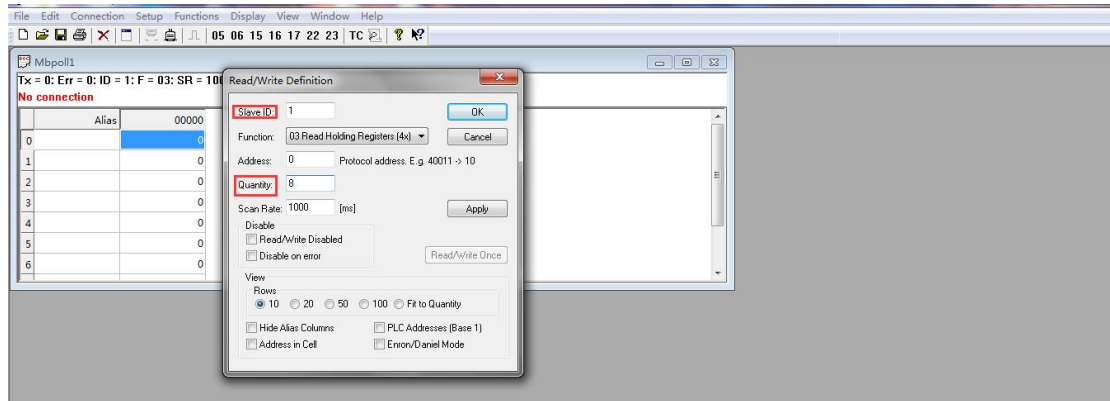 File Edit Connection Setup Functions Display View Window Help
05 06 15 16 17 22 23 TC
Mbpoll1
Tx = 0: Err = 0: ID = 1: F = 03: SR = 100
No connection
Alias 00000
0 0
1 0
2 0
3 0
4 0
5 0
6 0
Read/Write Definition
Slave ID: 1
OK
Function: 03 Read Holding Registers (4x)
Cancel
Address: 0 Protocol address. E.g. 40011 -> 10
Quantity: 8
Scan Rate: 1000 [ms]
Apply
Disable
Read/Write Disabled
Disable on error
Read/Write Once
View
Rows
10 20 50 100 Fit to Quantity
Hide Alias Columns PLC Addresses (Base 1)
Address in Cell Enron/Daniel Mode